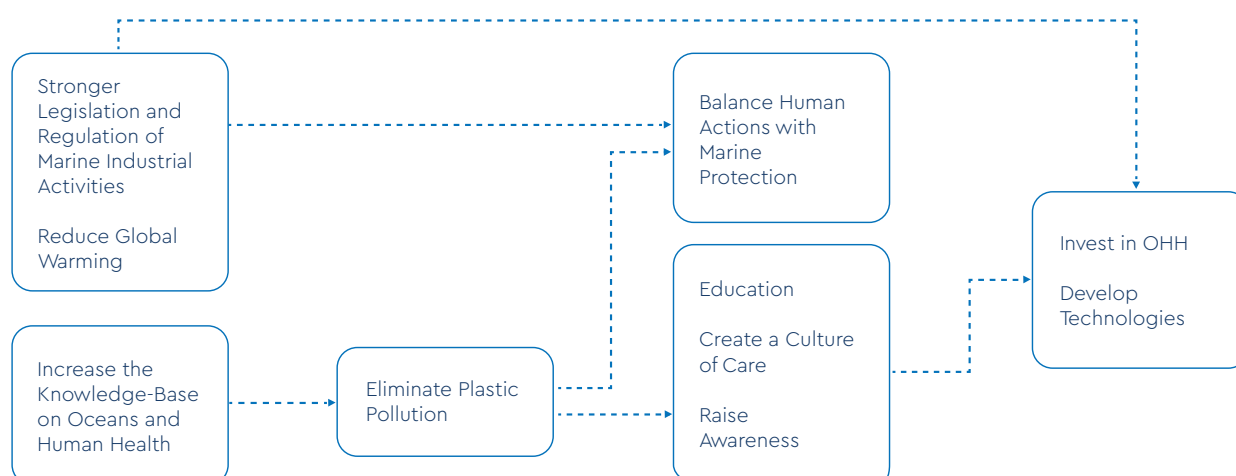 Stronger
Legislation and
Regulation of
Marine Industrial
Activities
Reduce Global
Warming
Increase the
Knowledge-Base
on Oceans and
Human Health
Eliminate Plastic
Pollution
Balance Human
Actions with
Marine
Protection
Education
Create a Culture
of Care
Raise
Awareness
Invest in OHH
Develop
Technologies